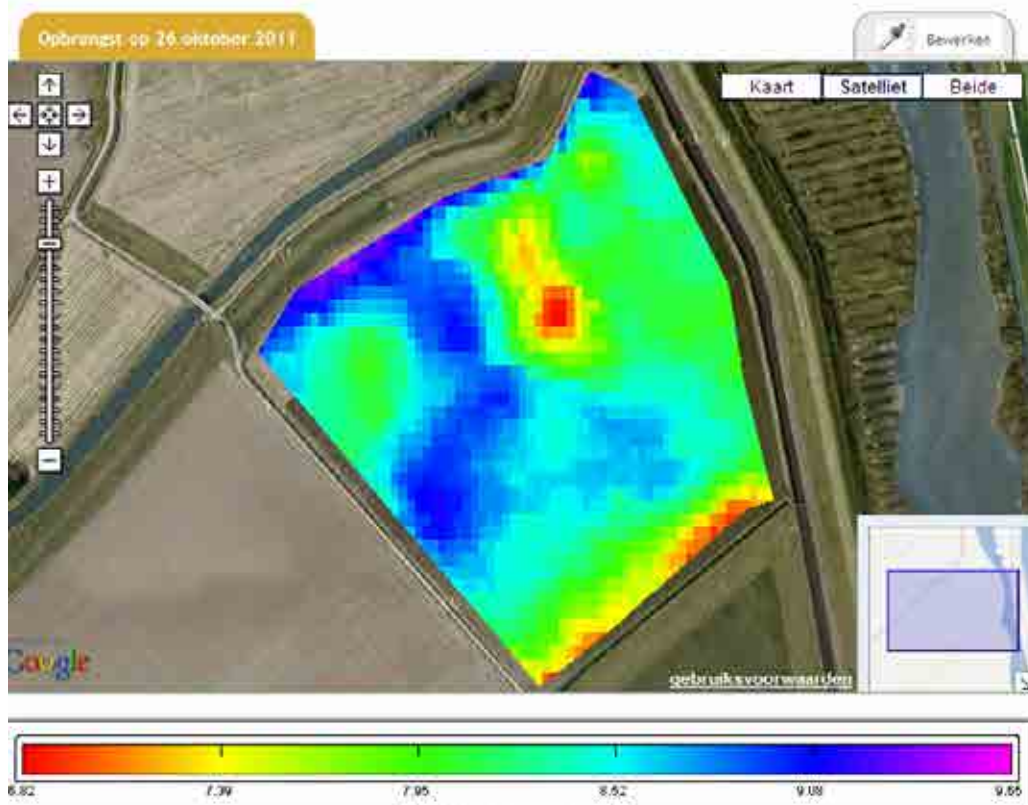 Opbrengst op 26 oktober 2011
Bewerken
Kaart Satelliet Beide
Google
gebruiksvoorwaarden
6.82 7.39 7.95 8.52 9.08 9.65